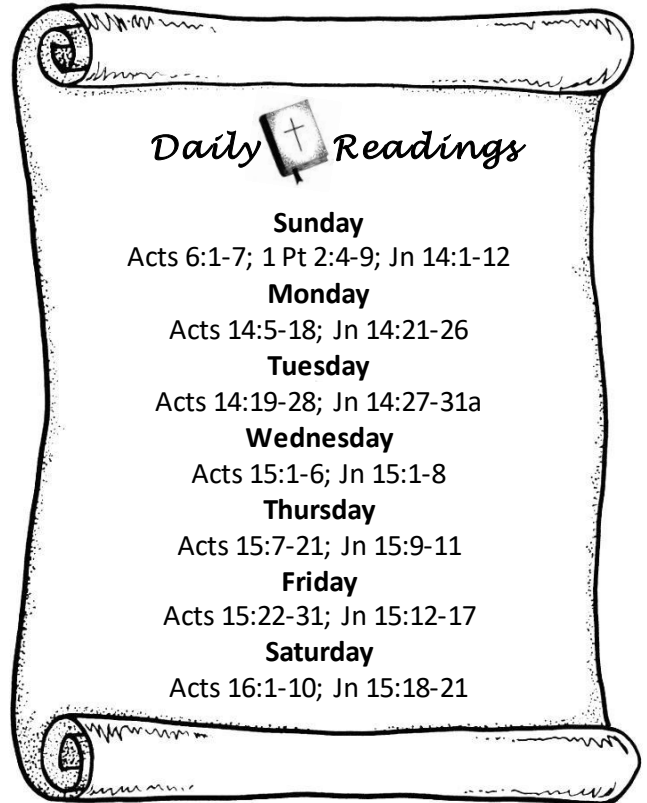 Daily Readings
Sunday
Acts 6:1-7; 1 Pt 2:4-9; Jn 14:1-12
Monday
Acts 14:5-18; Jn 14:21-26
Tuesday
Acts 14:19-28; Jn 14:27-31a
Wednesday
Acts 15:1-6; Jn 15:1-8
Thursday
Acts 15:7-21; Jn 15:9-11
Friday
Acts 15:22-31; Jn 15:12-17
Saturday
Acts 16:1-10; Jn 15:18-21